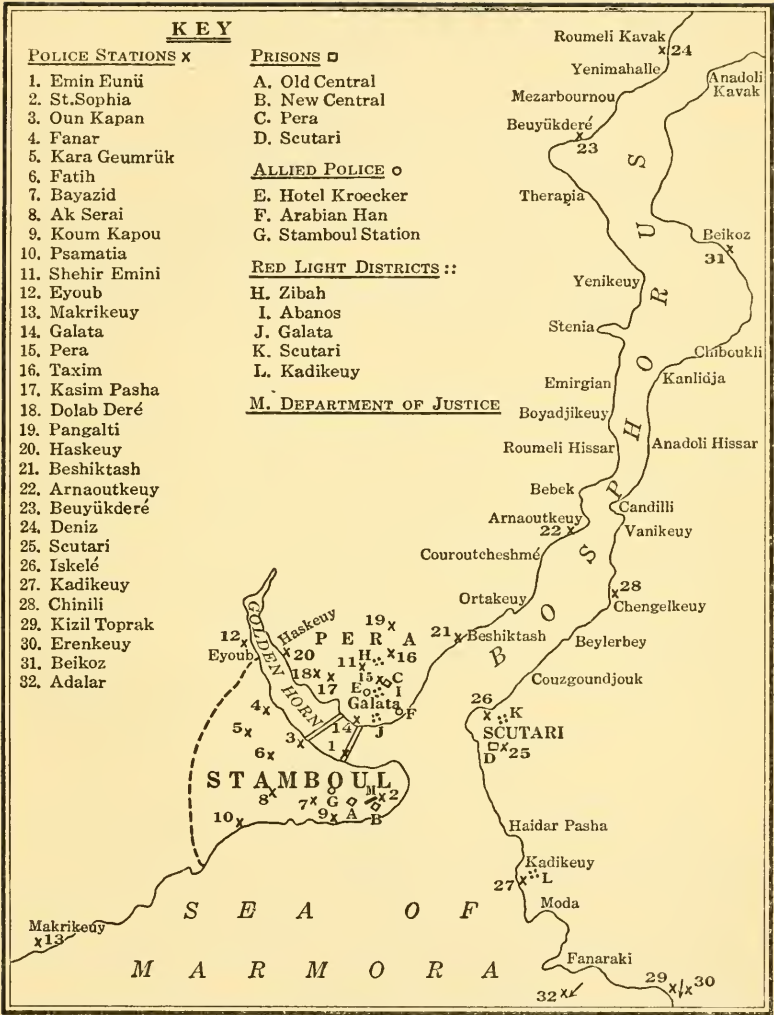 KEY
POLICE STATIONS x
1. Emin Eunü
2. St.Sophia
3. Oun Kapan
4. Fanar
5. Kara Geumrük
6. Fatih
7. Bayazid
8. Ak Serai
9. Koum Kapou
10. Psamatia
11. Shehir Emini
12. Eyoub
13. Makrikeuy
14. Galata
15. Pera
16. Taxim
17. Kasim Pasha
18. Dolab Deré
19. Pangalti
20. Haskeuy
21. Beshiktash
22. Arnaoutkeuy
23. Beuyükderé
24. Deniz
25. Scutari
26. Iskelé
27. Kadikeuy
28. Chinili
29. Kizil Toprak
30. Erenkeuy
31. Beikoz
32. Adalar
PRISONS
A. Old Central
B. New Central
C. Pera
D. Scutari
ALLIED POLICE o
E. Hotel Kroecker
F. Arabian Han
G. Stamboul Station
RED LIGHT DISTRICTS ::
H. Zibah
I. Abanos
J. Galata
K. Scutari
L. Kadikeuy
M. DEPARTMENT OF JUSTICE
Roumeli Kavak
x 24
Yenimahalle
Anadoli
Kavak
Mezarbournou
Beuyükderé
x
23
Therapia
Beikoz
31 x
Yenikeuy
Stenia
Chiboukli
Kanlidja
Emirgian
Boyadjikeuy
Roumeli Hissar
Anadoli Hissar
Bebek
Candilli
Arnaoutkeuy
22 x
Vanikeuy
Couroutcheshmé
x 28
Ortakeuy
Chengelkeuy
BOSPHORUS
21 x Beshiktash
Beylerbey
Couzgoundjouk
GOLDEN HORN
Haskeuy
x 20
PERA
19 x
12 x
Eyoub
H
11 x
x 16
18 x
x
17
15 x
C
E o
I
Galata
F
14
x
J
4 x
5 x
3 x
1 x
6 x
STAMBOUL
8 x
7 x
G
A
M
x 2
B
9 x
10 x
26
x
K
SCUTARI
D
x 25
Haidar Pasha
Kadikeuy
27 x
L
Moda
Fanaraki
32 x
29 x
x 30
Makrikeuy
x 13
SEA OF
MARMORA